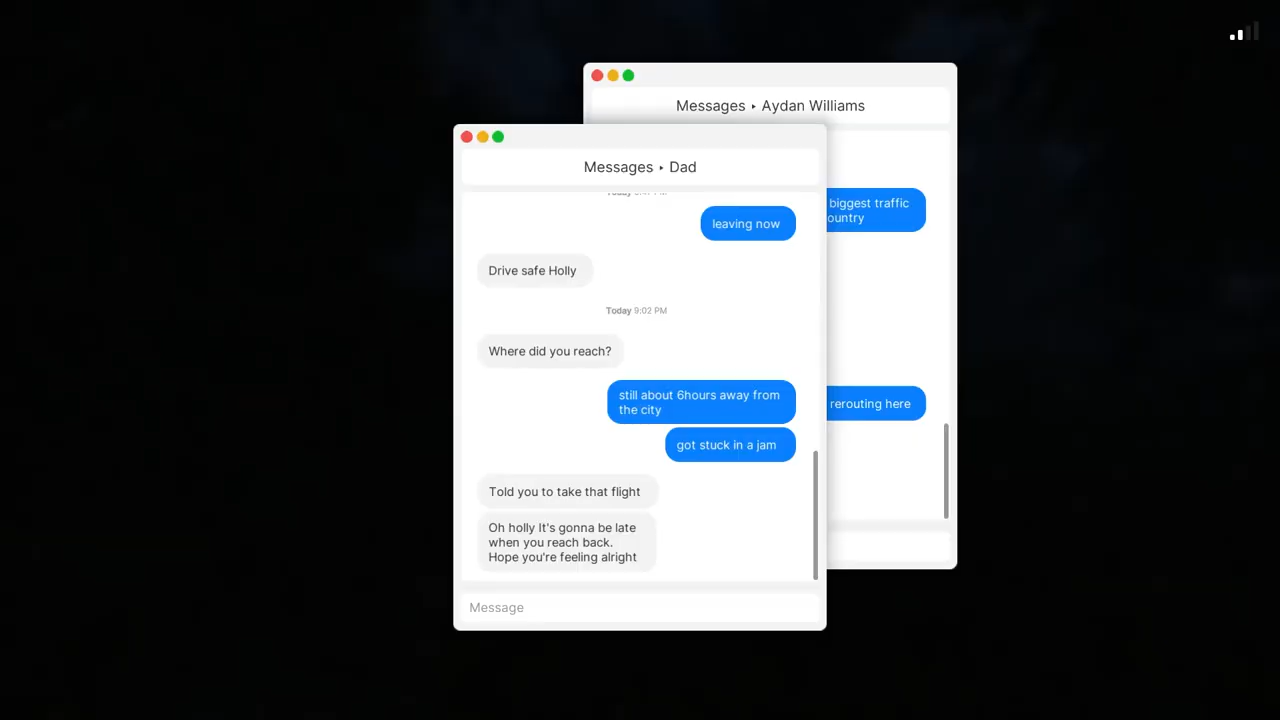 Messages ▸ Aydan Williams
biggest traffic
ountry
rerouting here
Messages ▸ Dad
leaving now
Drive safe Holly
Today 9:02 PM
Where did you reach?
still about 6hours away from
the city
got stuck in a jam
Told you to take that flight
Oh holly It's gonna be late
when you reach back.
Hope you're feeling alright
Message